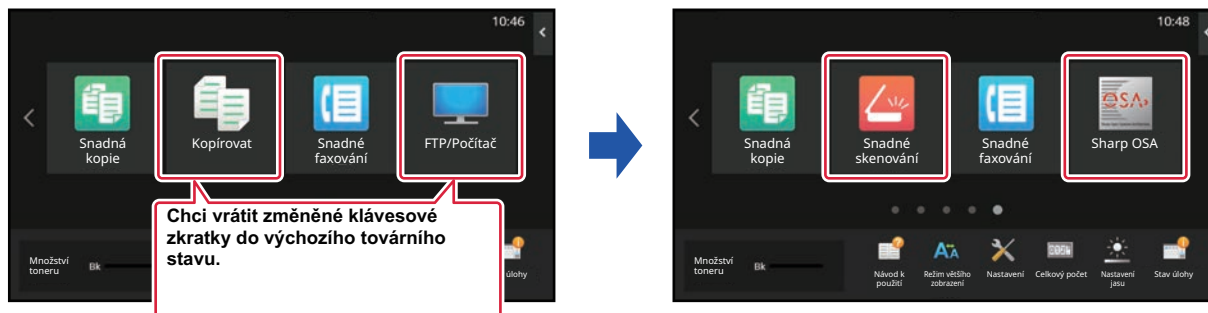 10:46
Snadná
kopie
Kopírovat
Snadné
faxování
FTP/Počítač
Chci vrátit změněné klávesové
zkratky do výchozího továrního
stavu.
Množství
toneru
Bk
úlohy
10:48
Snadná
kopie
Snadné
skenování
Snadné
faxování
OSA
Sharp OSA
Množství
toneru
Bk
Návod k
použití
Režim většího
zobrazení
Nastavení
Celkový počet
Nastavení
jasu
Stav úlohy